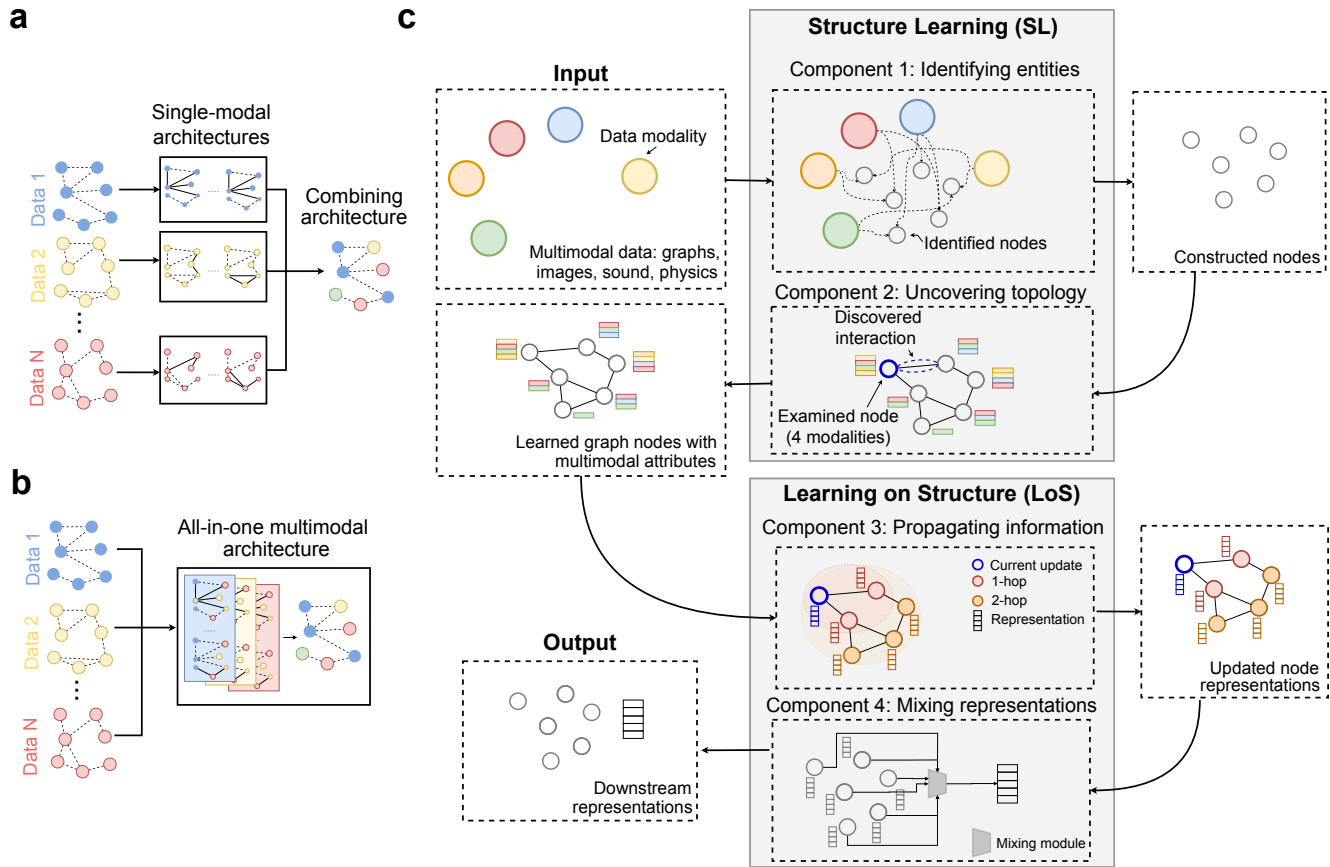 a
Single-modal
architectures
Data 1
Data 2
Data N
Combining
architecture
b
All-in-one multimodal
architecture
Data 1
Data 2
Data N
c
Structure Learning (SL)
Input
Component 1: Identifying entities
Data modality
Multimodal data: graphs,
images, sound, physics
Identified nodes
Constructed nodes
Component 2: Uncovering topology
Discovered
interaction
Examined node
(4 modalities)
Learned graph nodes with
multimodal attributes
Learning on Structure (LoS)
Component 3: Propagating information
Current update
1-hop
2-hop
Representation
Updated node
representations
Output
Component 4: Mixing representations
Mixing module
Downstream
representations